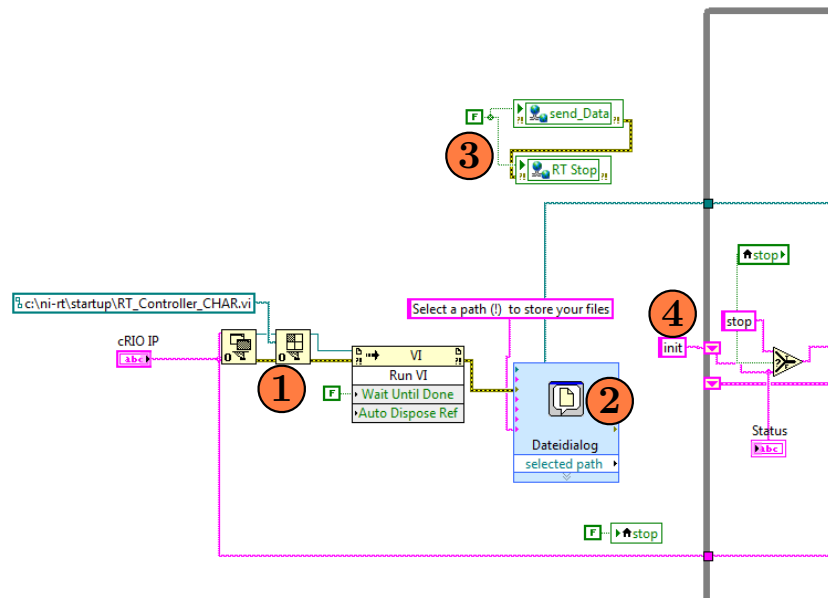 F
send_Data
3
RT Stop
stop
c:\ni-rt\startup\RT_Controller_CHAR.vi
Select a path (!) to store your files
4
stop
cRIO IP
abc
init
VI
1
Run VI
F
Wait Until Done
Auto Dispose Ref
2
Dateidialog
selected path
Status
abc
F
stop